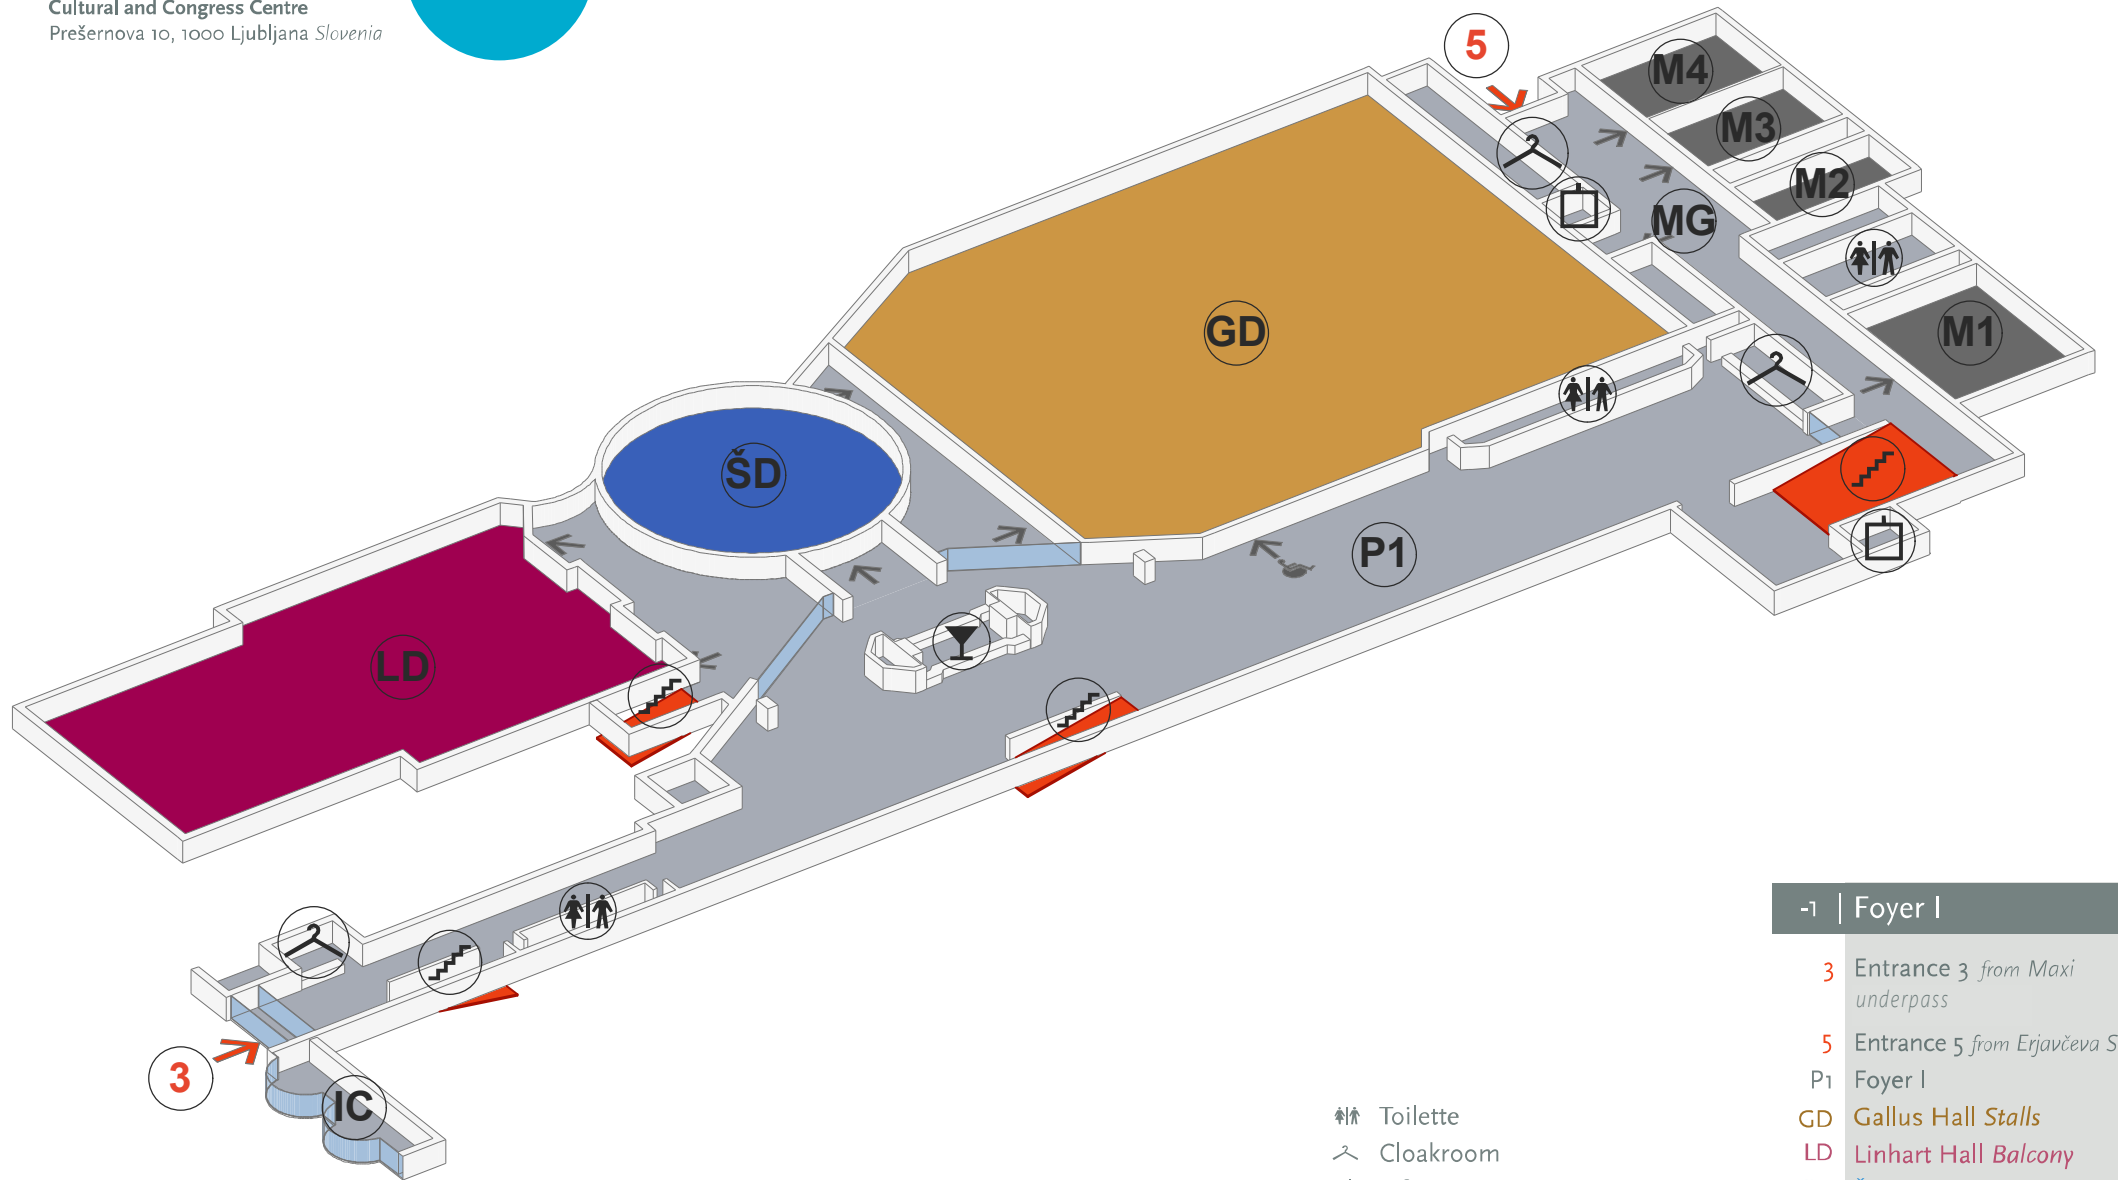 Cultural and Congress Centre
Prešernova 10, 1000 Ljubljana Slovenia
5
M4
M3
M2
MG
M1
GD
ŠD
P1
LD
3
IC
-1 | Foyer I
3 Entrance 3 from Maxi
underpass
5 Entrance 5 from Erjavčeva S
P1 Foyer I
GD Gallus Hall Stalls
LD Linhart Hall Balcony
Toilette
Cloakroom